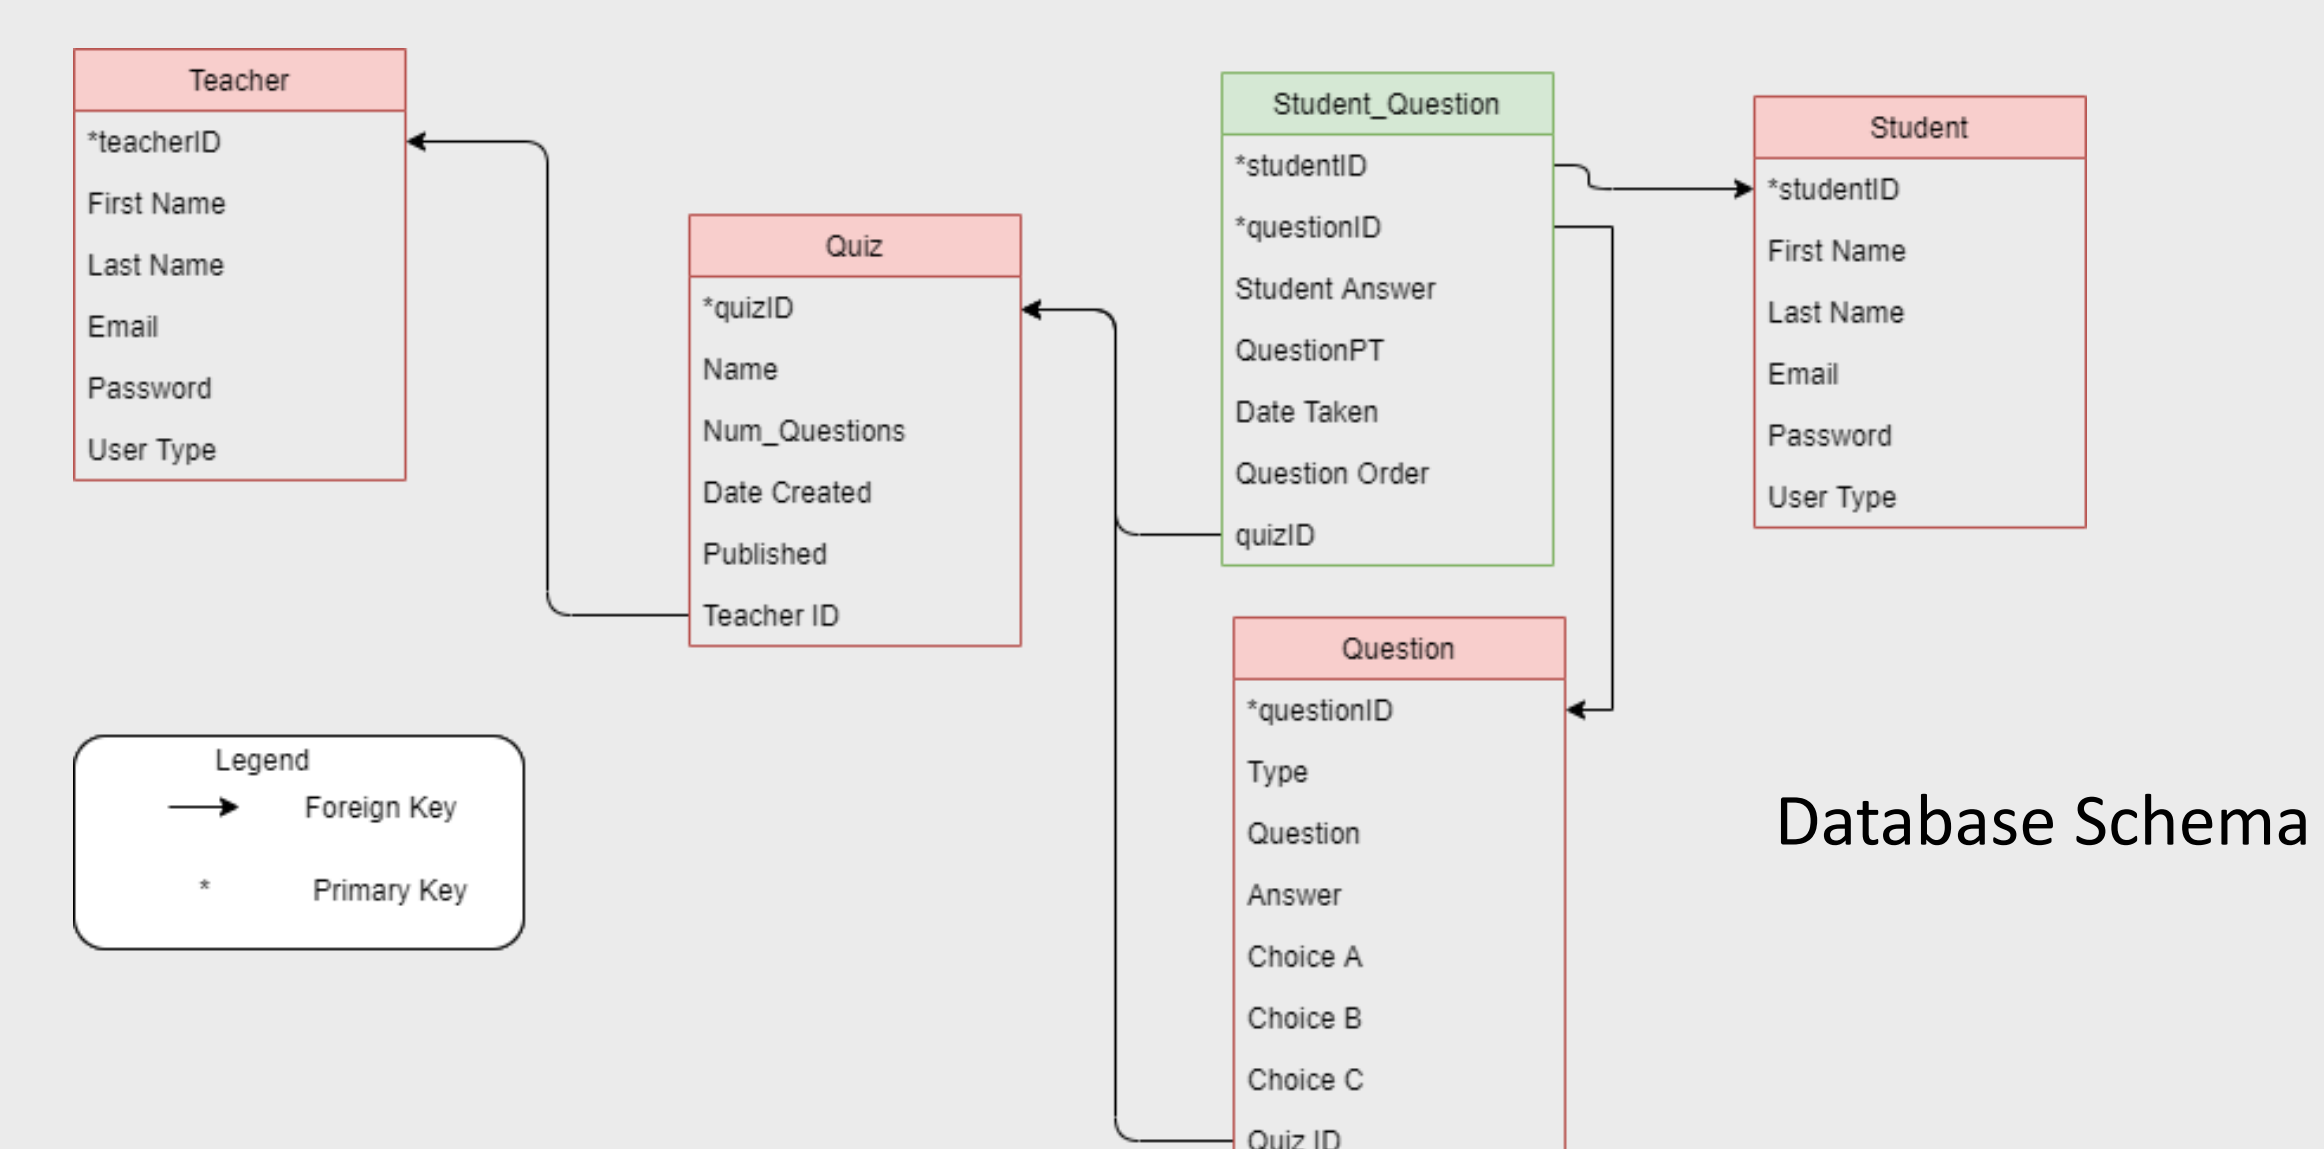 Teacher
*teacherID
First Name
Last Name
Email
Password
User Type
Quiz
*quizID
Name
Num_Questions
Date Created
Published
Teacher ID
Student_Question
*studentID
*questionID
Student Answer
QuestionPT
Date Taken
Question Order
quizID
Student
*studentID
First Name
Last Name
Email
Password
User Type
Question
*questionID
Type
Question
Answer
Choice A
Choice B
Choice C
Quiz ID
Legend
Foreign Key
* Primary Key
Database Schema